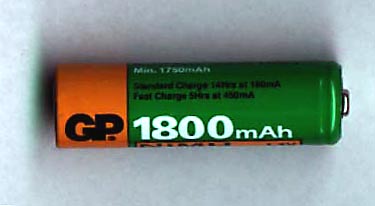 Min. 1750mAh
Standard Charge 14Hrs at 180mA
Fast Charge 5Hrs at 450mA
GP 1800mAh